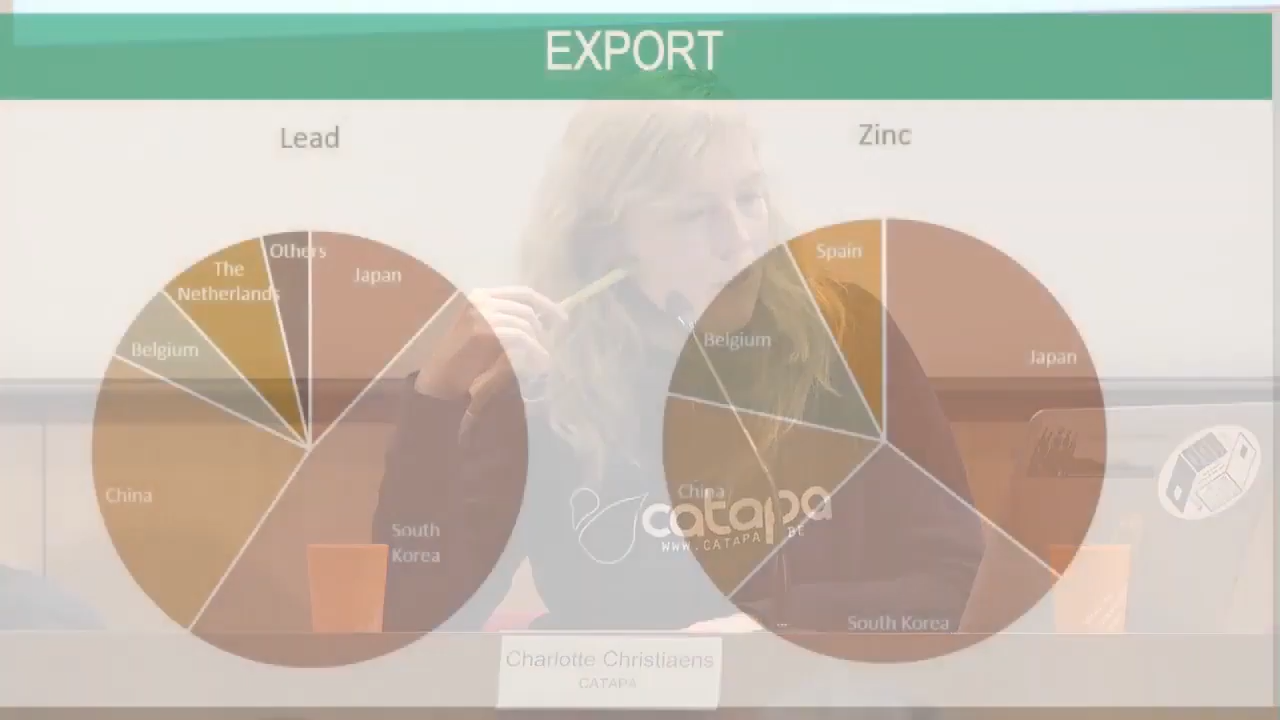 EXPORT
Lead
Zinc
Others
Japan
The
Netherlands
Belgium
China
South
Korea
Spain
Belgium
Japan
China
South Korea
catapa
WWW.CATAPA BE
Charlotte Christiaens
CATAPA